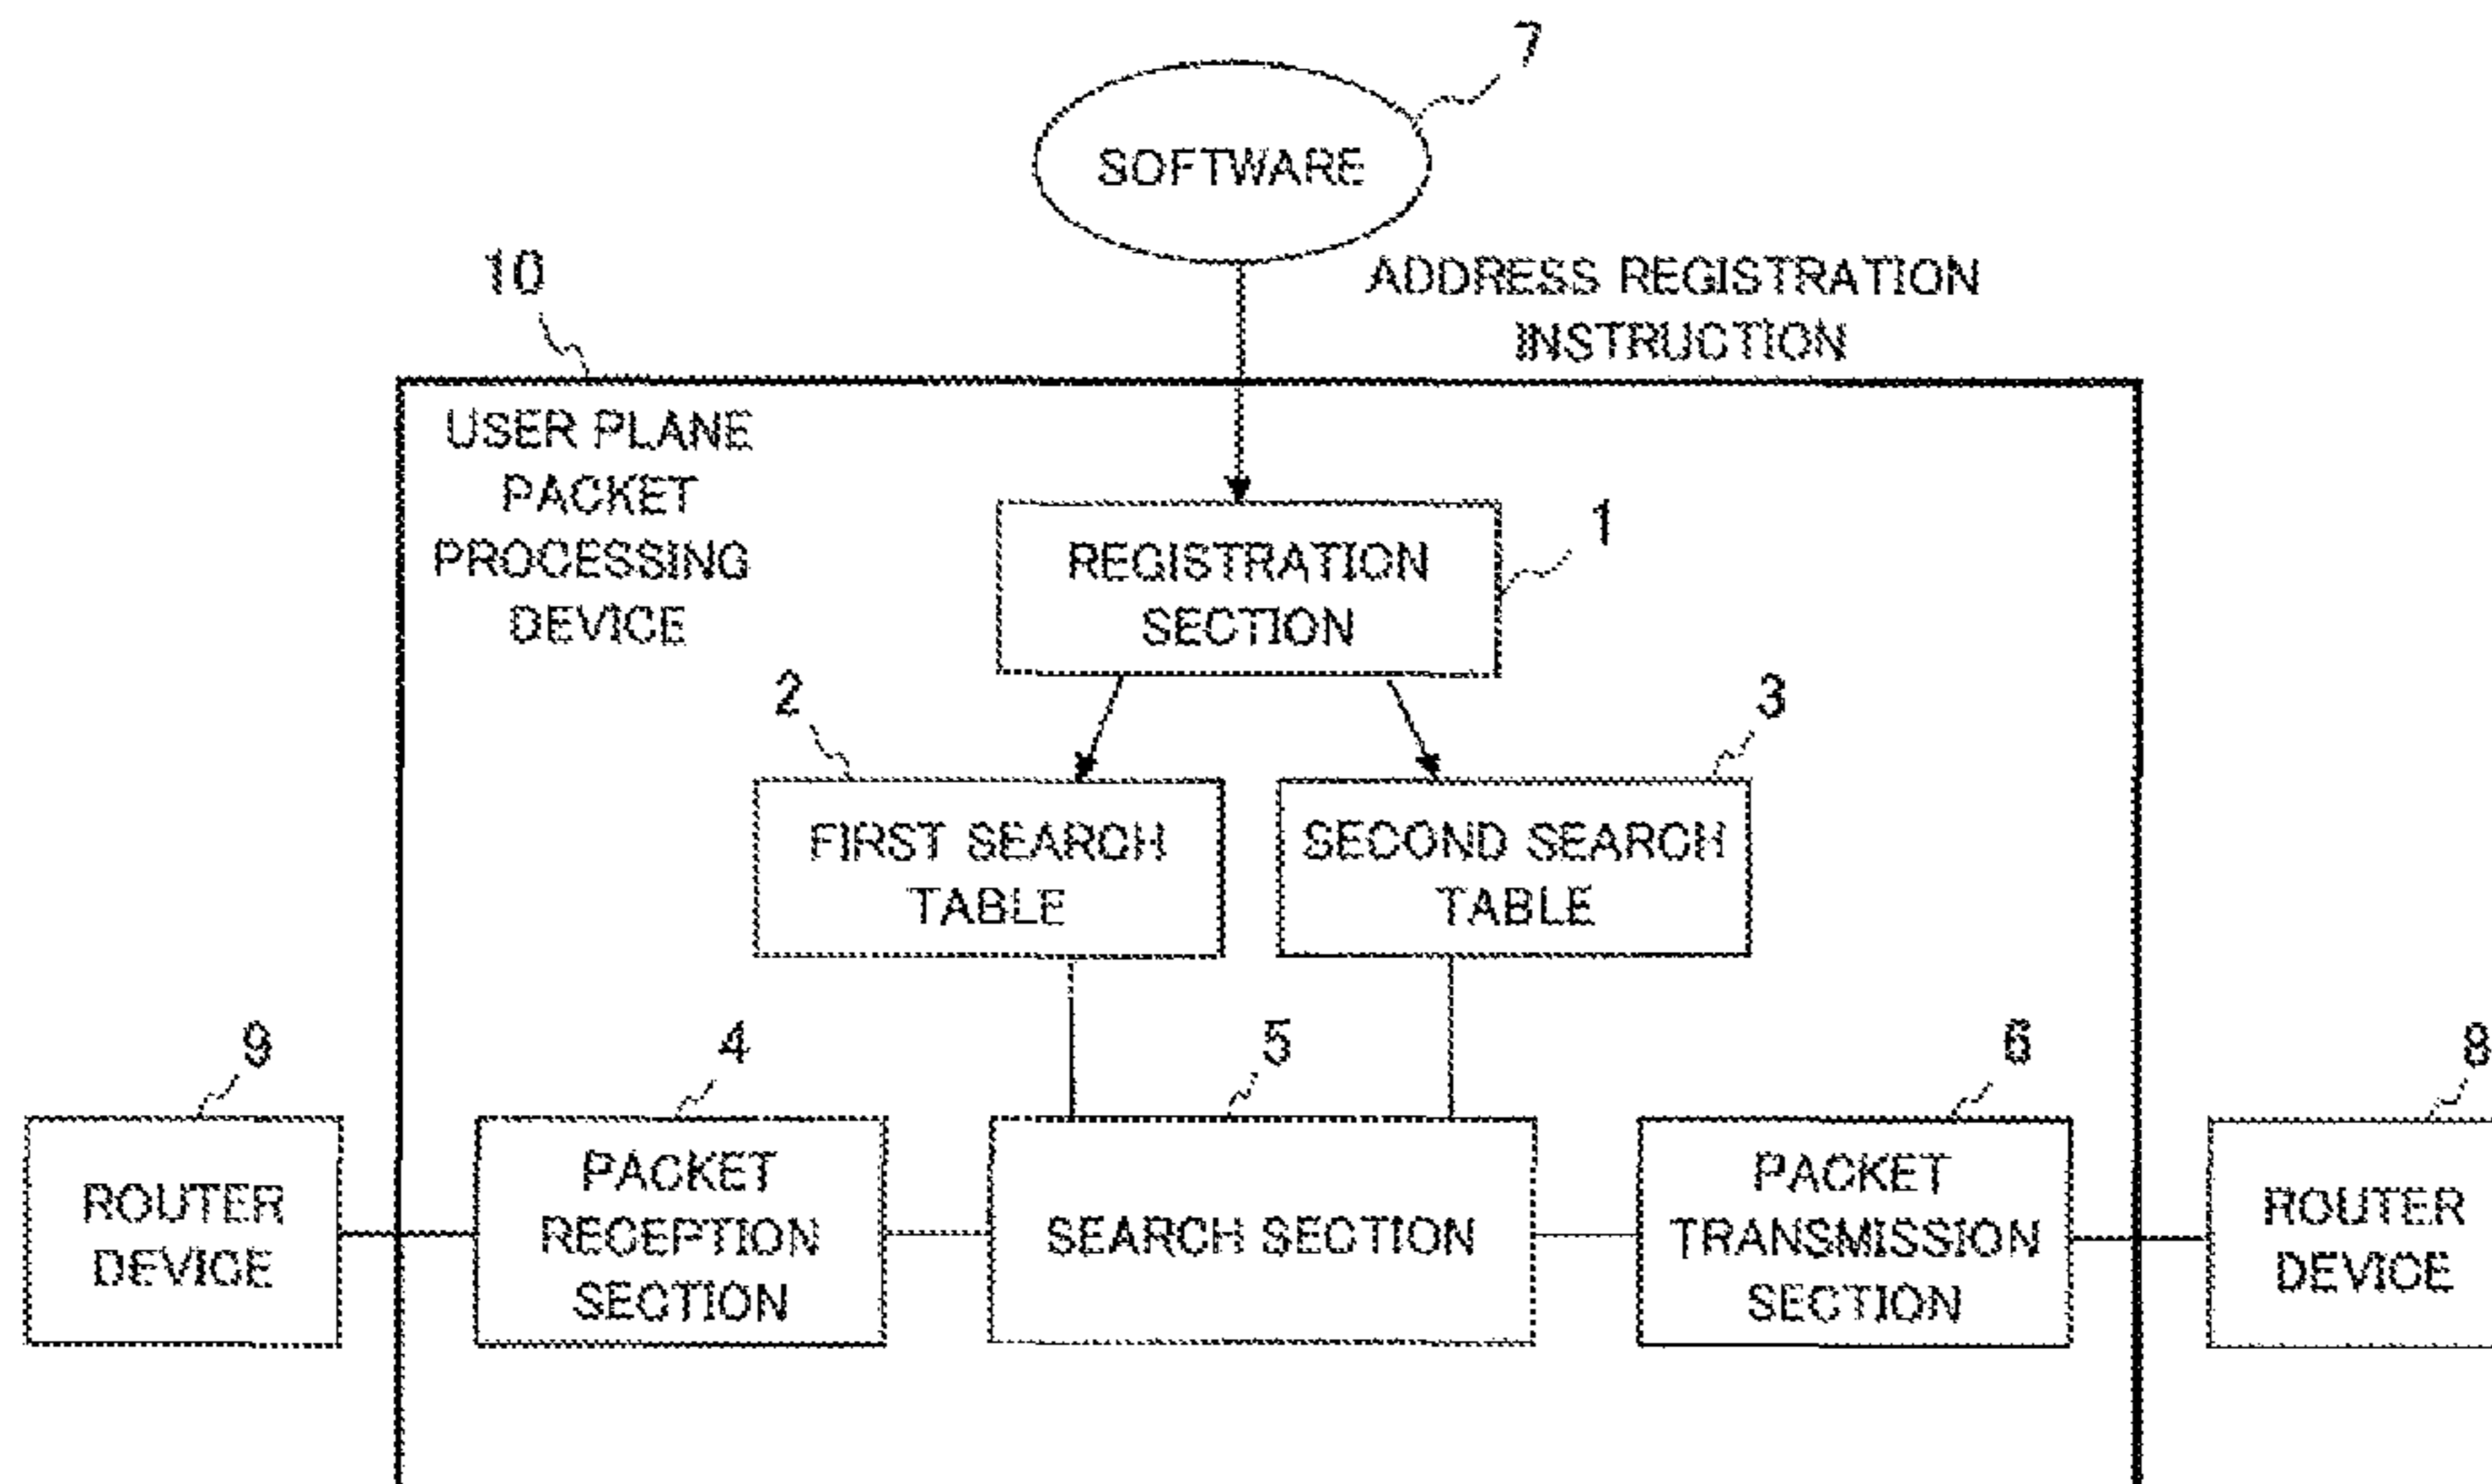 7
SOFTWARE
10
ADDRESS REGISTRATION
INSTRUCTION
USER PLANE
PACKET
PROCESSING
DEVICE
1
REGISTRATION
SECTION
2
3
FIRST SEARCH
TABLE
SECOND SEARCH
TABLE
9
4
5
6
8
ROUTER
DEVICE
PACKET
RECEPTION
SECTION
SEARCH SECTION
PACKET
TRANSMISSION
SECTION
ROUTER
DEVICE